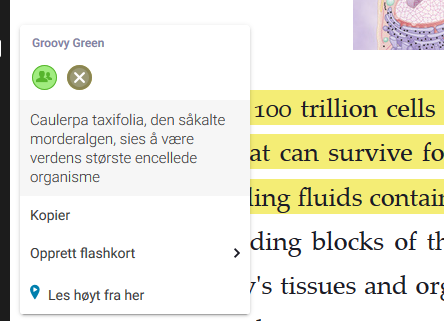 Groovy Green
Caulerpa taxifolia, den såkalte
morderalgen, sies å være
verdens største encellede
organisme
Kopier
Opprett flashkort
Les høyt fra her
100 trillion cells
at can survive fo
ling fluids contain
ding blocks of th
y's tissues and org